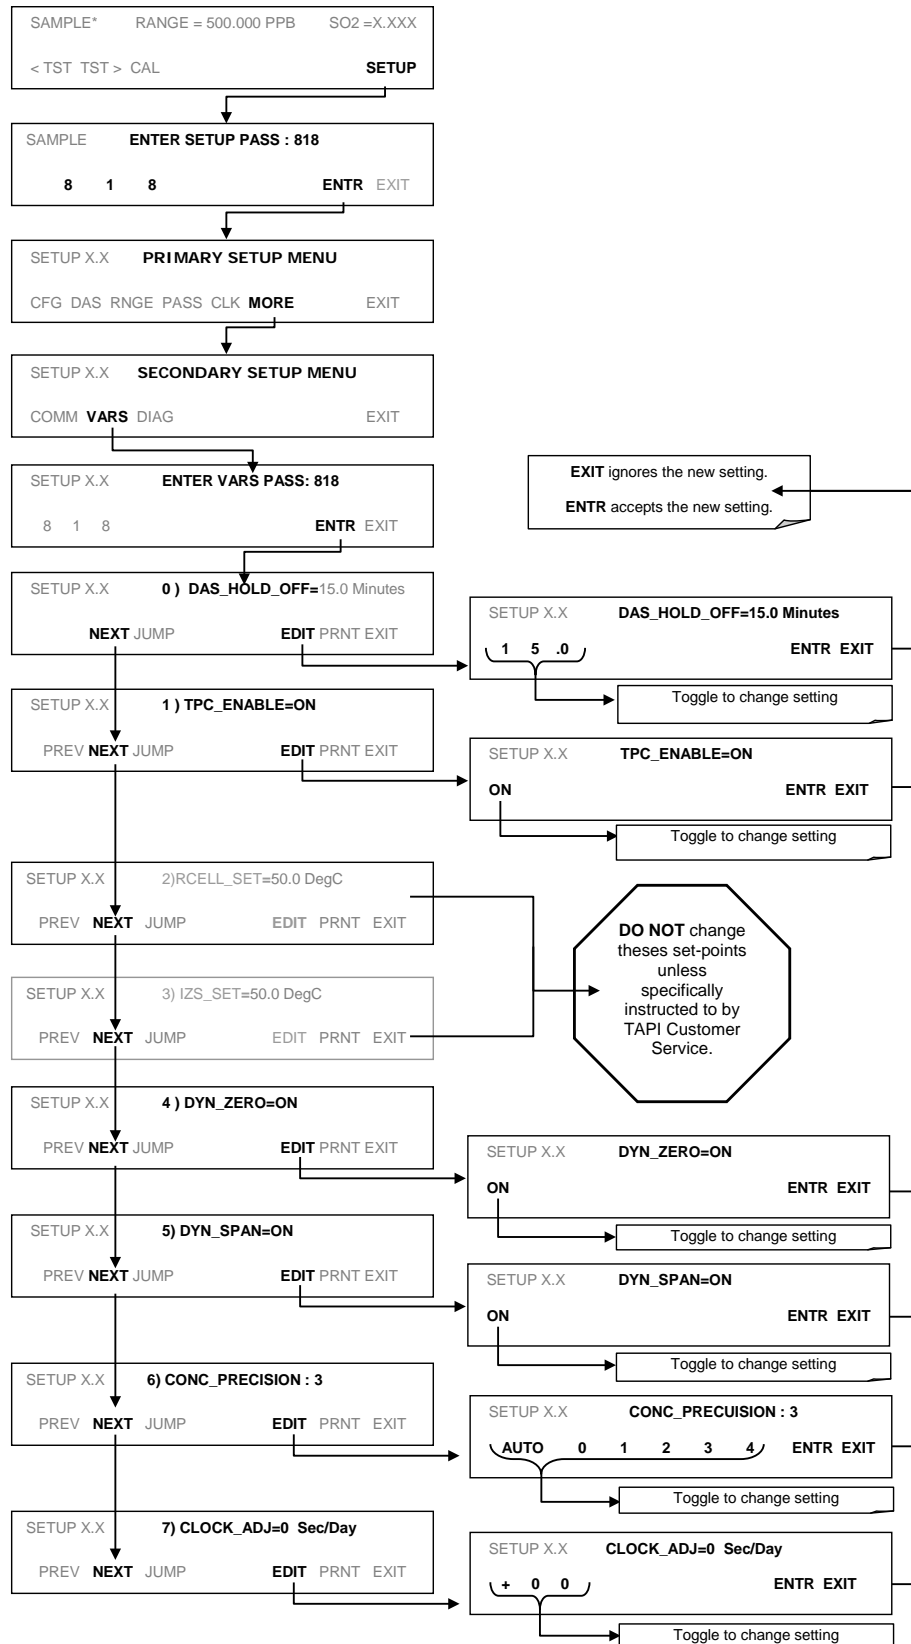 SAMPLE* RANGE = 500.000 PPB SO2 =X.XXX
< TST TST > CAL SETUP
SAMPLE ENTER SETUP PASS : 818
8 1 8 ENTR EXIT
SETUP X.X PRIMARY SETUP MENU
CFG DAS RNGE PASS CLK MORE EXIT
SETUP X.X SECONDARY SETUP MENU
COMM VARS DIAG EXIT
SETUP X.X ENTER VARS PASS: 818
8 1 8 ENTR EXIT
EXIT ignores the new setting.
ENTR accepts the new setting.
SETUP X.X 0 ) DAS_HOLD_OFF=15.0 Minutes
NEXT JUMP EDIT PRNT EXIT
SETUP X.X DAS_HOLD_OFF=15.0 Minutes
1 5 .0 ENTR EXIT
Toggle to change setting
SETUP X.X 1 ) TPC_ENABLE=ON
PREV NEXT JUMP EDIT PRNT EXIT
SETUP X.X TPC_ENABLE=ON
ON ENTR EXIT
Toggle to change setting
SETUP X.X 2)RCELL_SET=50.0 DegC
PREV NEXT JUMP EDIT PRNT EXIT
SETUP X.X 3) IZS_SET=50.0 DegC
PREV NEXT JUMP EDIT PRNT EXIT
DO NOT change
theses set-points
unless
specifically
instructed to by
TAPI Customer
Service.
SETUP X.X 4 ) DYN_ZERO=ON
PREV NEXT JUMP EDIT PRNT EXIT
SETUP X.X DYN_ZERO=ON
ON ENTR EXIT
Toggle to change setting
SETUP X.X 5) DYN_SPAN=ON
PREV NEXT JUMP EDIT PRNT EXIT
SETUP X.X DYN_SPAN=ON
ON ENTR EXIT
Toggle to change setting
SETUP X.X 6) CONC_PRECISION : 3
PREV NEXT JUMP EDIT PRNT EXIT
SETUP X.X CONC_PRECUISION : 3
AUTO 0 1 2 3 4 ENTR EXIT
Toggle to change setting
SETUP X.X 7) CLOCK_ADJ=0 Sec/Day
PREV NEXT JUMP EDIT PRNT EXIT
SETUP X.X CLOCK_ADJ=0 Sec/Day
+ 0 0 ENTR EXIT
Toggle to change setting